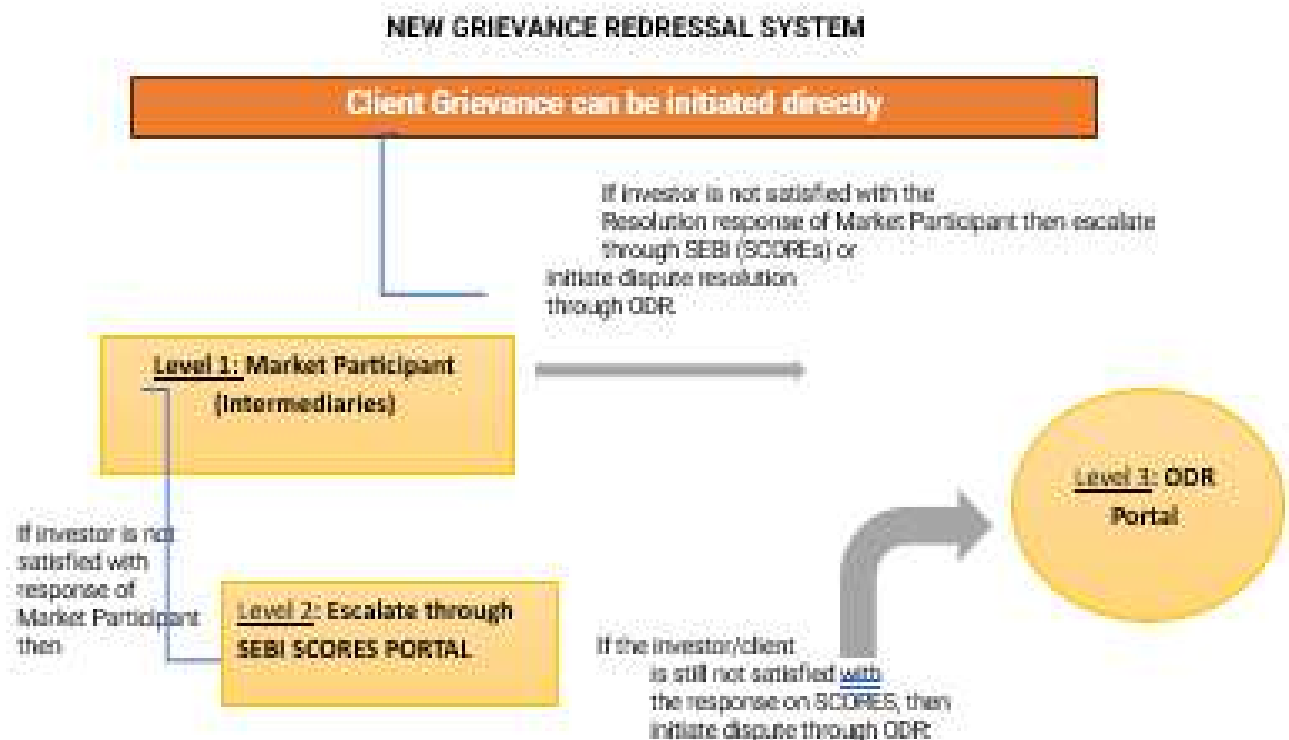 NEW GRIEVANCE REDRESSAL SYSTEM
Client Grievance can be initiated directly
If investor is not satisfied with the
Resolution response of Market Participant then escalate
through SEBI (SCOREs) or
initiate dispute resolution
through ODR.
Level 1: Market Participant
(Intermediaries)
Level 3: ODR
Portal
If investor is not
satisfied with
response of
Market Participant
then
Level 2: Escalate through
SEBI SCORES PORTAL
If the investor/client
is still not satisfied with
the response on SCORES, then
initiate dispute through ODR: